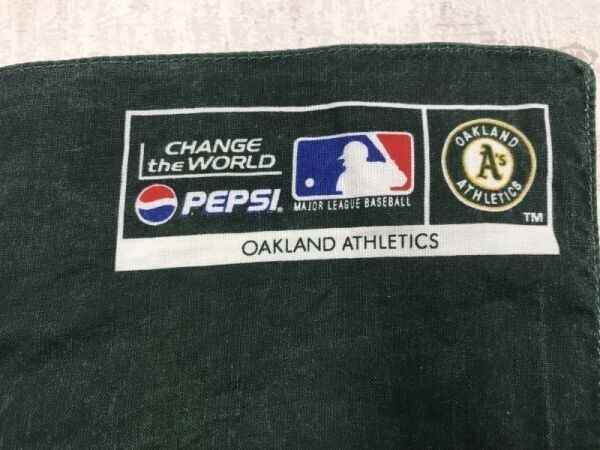 CHANGE
the WORLD
PEPSI.
MAJOR LEAGUE BASEBALL
OAKLAND
A's
ATHLETICS
TM
OAKLAND ATHLETICS